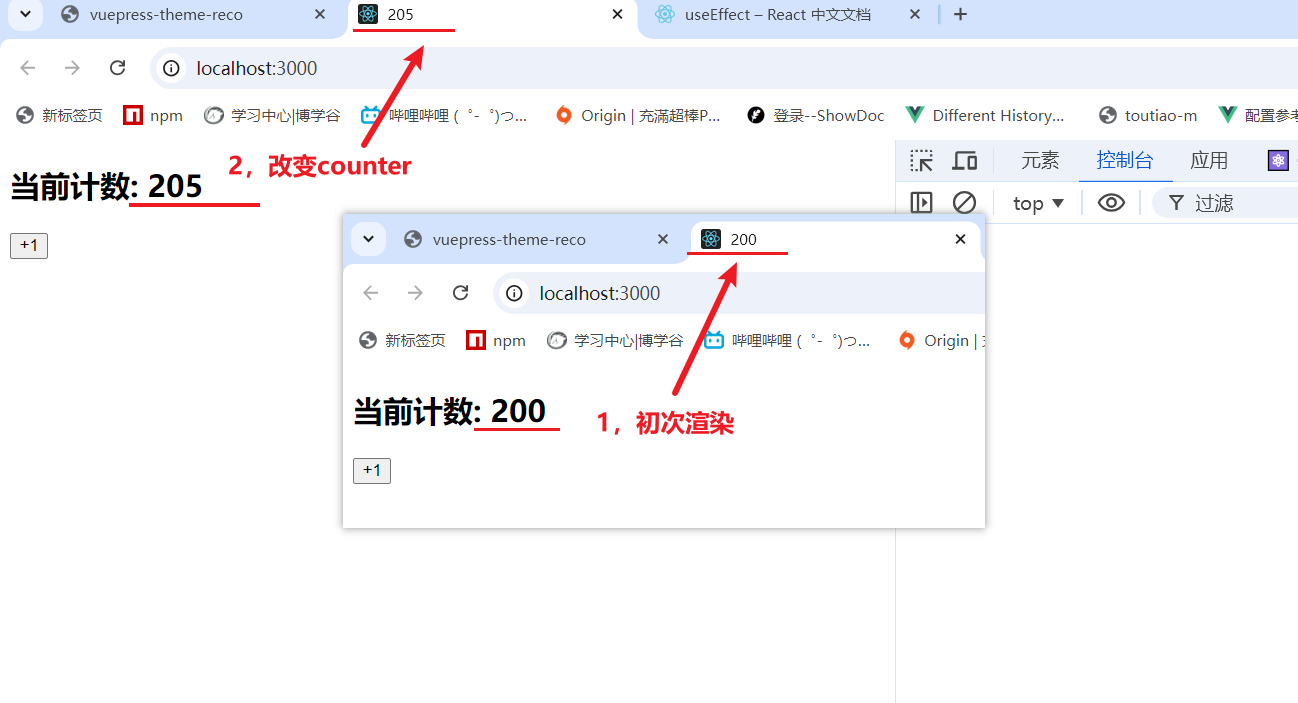 vuepress-theme-reco
205
useEffect – React 中文文档
localhost:3000
新标签页
npm
学习中心|博学谷
哔哩哔哩 (゜-゜)つ...
Origin | 充滿超棒P...
登录--ShowDoc
Different History...
toutiao-m
配置参考
2，改变counter
当前计数: 205
+1
元素
控制台
应用
top
过滤
vuepress-theme-reco
200
localhost:3000
新标签页
npm
学习中心|博学谷
哔哩哔哩 (゜-゜)つ...
Origin |
当前计数: 200
1，初次渲染
+1